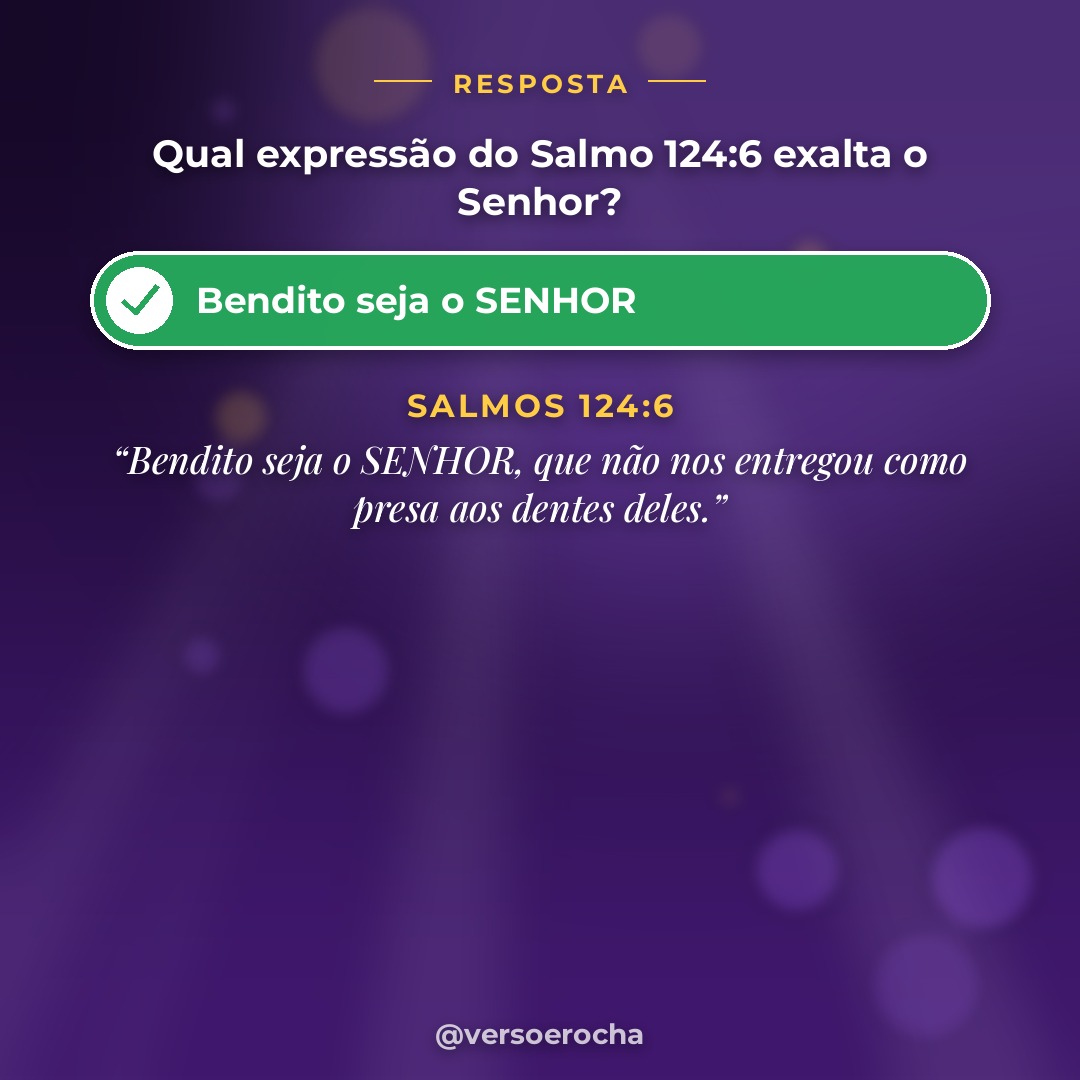 RESPOSTA
Qual expressão do Salmo 124:6 exalta o
Senhor?
Bendito seja o SENHOR
SALMOS 124:6
“Bendito seja o SENHOR, que não nos entregou como
presa aos dentes deles.”
@versoerocha